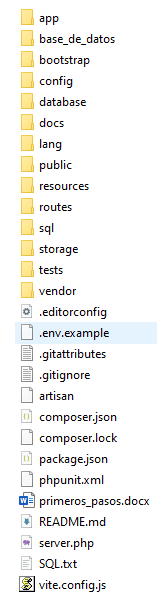 app
base_de_datos
bootstrap
config
database
docs
lang
public
resources
routes
sql
storage
tests
vendor
.editorconfig
.env.example
.gitattributes
.gitignore
artisan
composer.json
composer.lock
package.json
phpunit.xml
primeros_pasos.docx
README.md
server.php
SQL.txt
vite.config.js